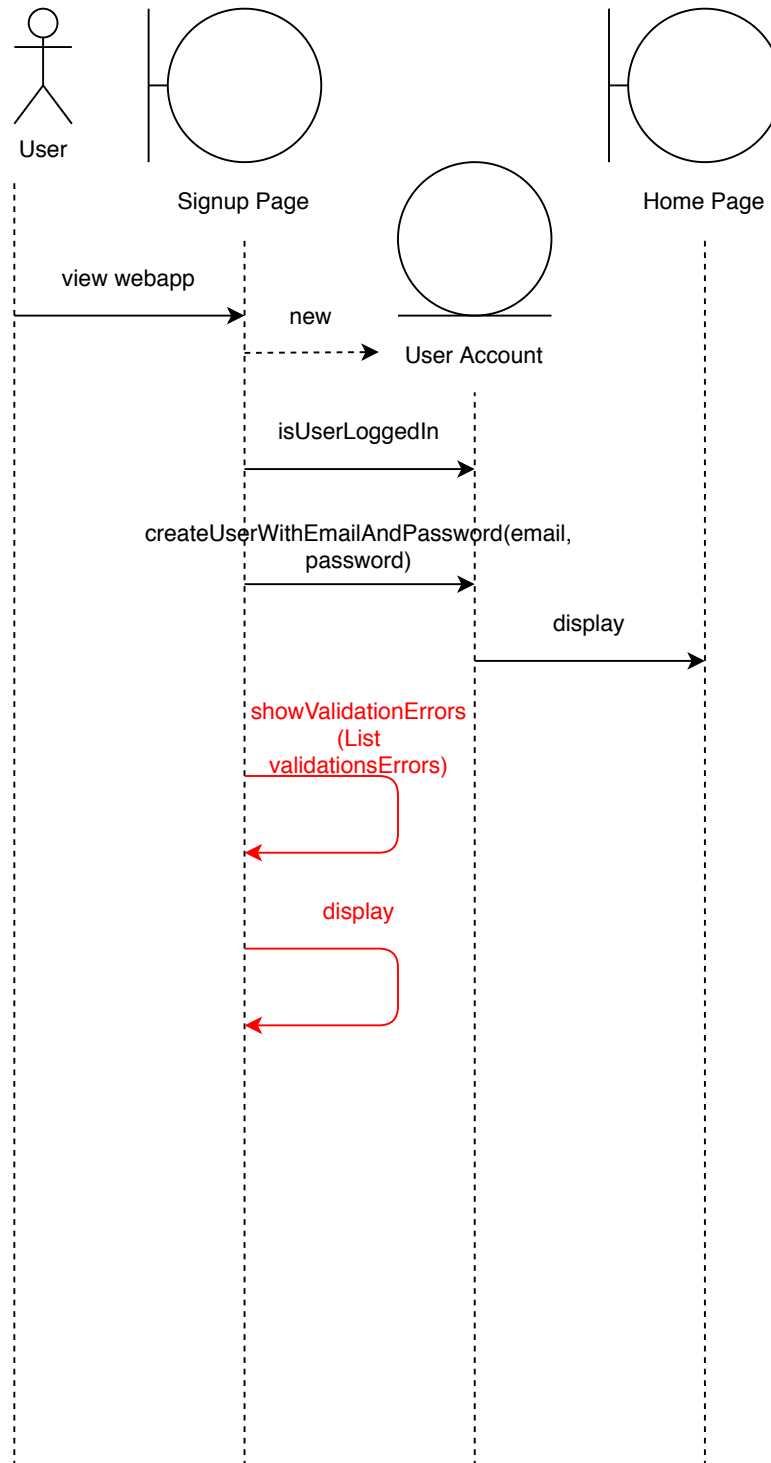 User
Signup Page
Home Page
view webapp
new
User Account
isUserLoggedIn
createUserWithEmailAndPassword(email,
password)
display
showValidationErrors
(List
validationsErrors)
display